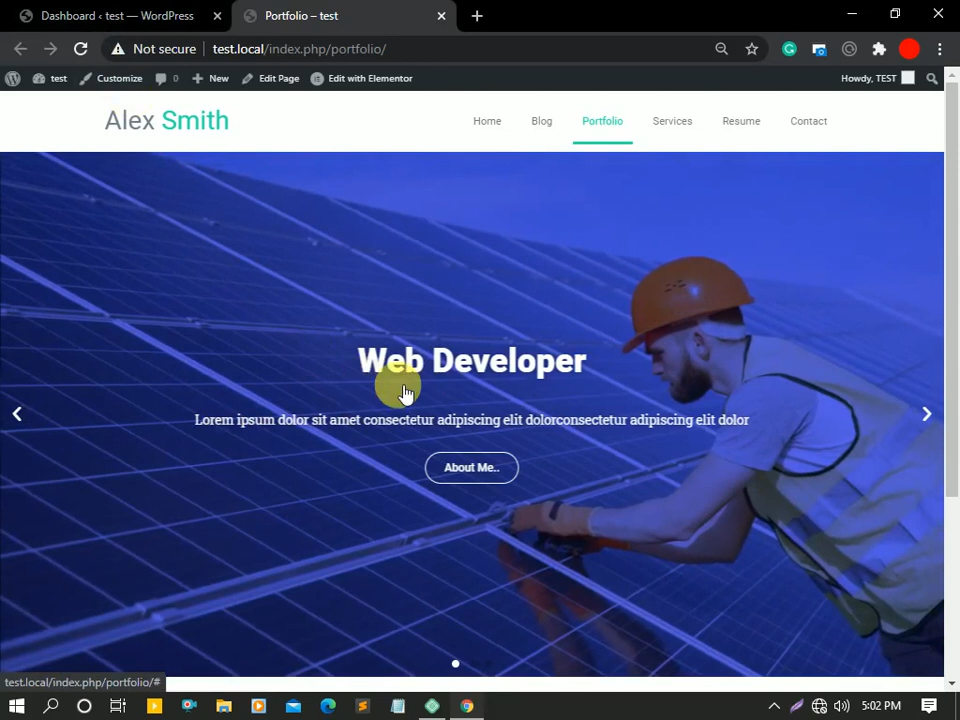 Dashboard ‹ test — WordPress
Portfolio – test
Not secure
test.local/index.php/portfolio/
test
Customize
0
New
Edit Page
Edit with Elementor
Howdy, TEST
Alex Smith
Home
Blog
Portfolio
Services
Resume
Contact
Web Developer
Lorem ipsum dolor sit amet consectetur adipiscing elit dolorconsectetur adipiscing elit dolor
About Me..
test.local/index.php/portfolio/#
5:02 PM